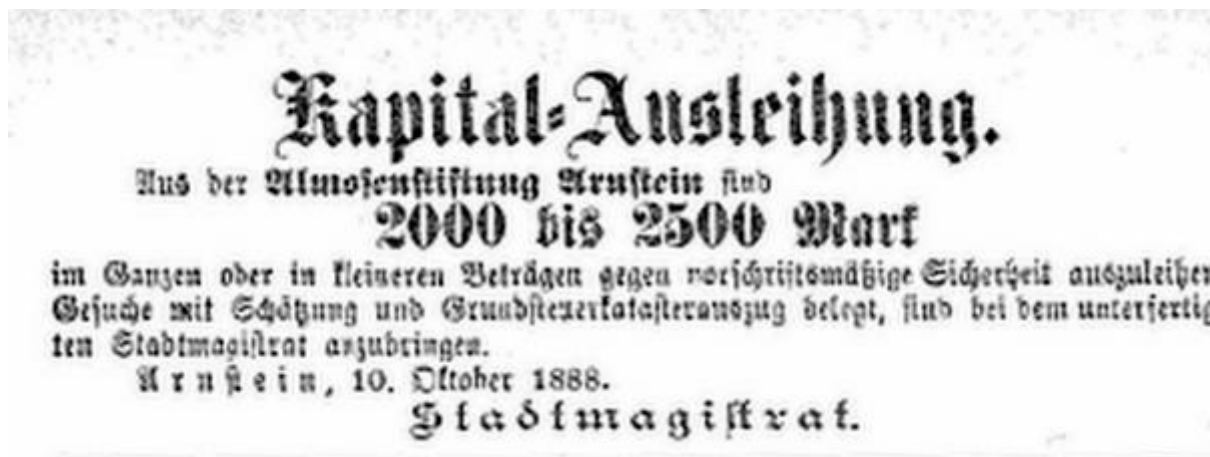 Kapital-Ausleihung.
Aus der Almosenstiftung Arnstein sind
2000 bis 2500 Mark
im Ganzen oder in kleineren Beträgen gegen vorschriftsmäßige Sicherheit auszuleihen
Gesuche mit Schätzung und Grundsteuerkatasterauszug belegt, sind bei dem unterfertig
ten Stadtmagistrat anzubringen.
Arnstein, 10. Oktober 1888.
Stadtmagistrat.